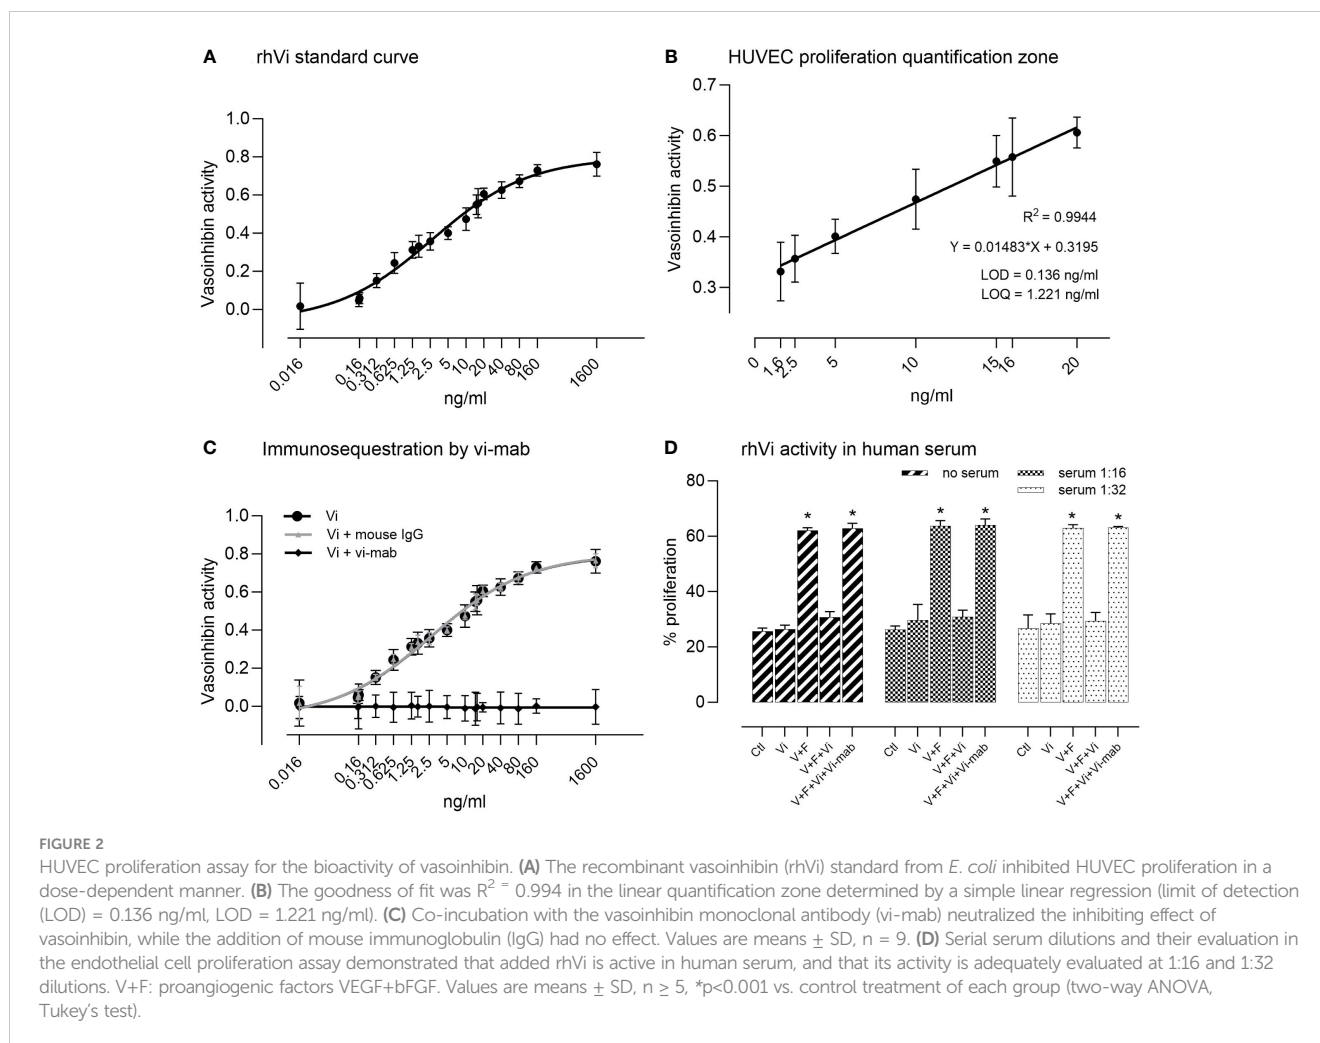 A rhVi standard curve
1.0
0.8
0.6
0.4
0.2
0.0
Vasoinhibin activity
0.016
0.16
0.312
0.625
1.25
2.5
5
10
20
40
80
160
1600
ng/ml
B HUVEC proliferation quantification zone
0.7
0.6
0.5
0.4
0.3
Vasoinhibin activity
R² = 0.9944
Y = 0.01483*X + 0.3195
LOD = 0.136 ng/ml
LOQ = 1.221 ng/ml
0
1.6
2.5
5
10
15
16
20
ng/ml
C Immunosequestration by vi-mab
Vi
Vi + mouse IgG
Vi + vi-mab
1.0
0.8
0.6
0.4
0.2
0.0
Vasoinhibin activity
0.016
0.16
0.312
0.625
1.25
2.5
5
10
20
40
80
160
1600
ng/ml
D rhVi activity in human serum
no serum
serum 1:16
serum 1:32
80
60
40
20
0
% proliferation
* * * * * *
Ctl
Vi
V+F
V+F+Vi
V+F+Vi+Vi-mab
Ctl
Vi
V+F
V+F+Vi
V+F+Vi+Vi-mab
Ctl
Vi
V+F
V+F+Vi
V+F+Vi+Vi-mab
FIGURE 2
HUVEC proliferation assay for the bioactivity of vasoinhibin. (A) The recombinant vasoinhibin (rhVi) standard from E. coli inhibited HUVEC proliferation in a
dose-dependent manner. (B) The goodness of fit was R² ⁼ 0.994 in the linear quantification zone determined by a simple linear regression (limit of detection
(LOD) = 0.136 ng/ml, LOD = 1.221 ng/ml). (C) Co-incubation with the vasoinhibin monoclonal antibody (vi-mab) neutralized the inhibiting effect of
vasoinhibin, while the addition of mouse immunoglobulin (IgG) had no effect. Values are means ± SD, n = 9. (D) Serial serum dilutions and their evaluation in
the endothelial cell proliferation assay demonstrated that added rhVi is active in human serum, and that its activity is adequately evaluated at 1:16 and 1:32
dilutions. V+F: proangiogenic factors VEGF+bFGF. Values are means ± SD, n ≥ 5, *p<0.001 vs. control treatment of each group (two-way ANOVA,
Tukey's test).